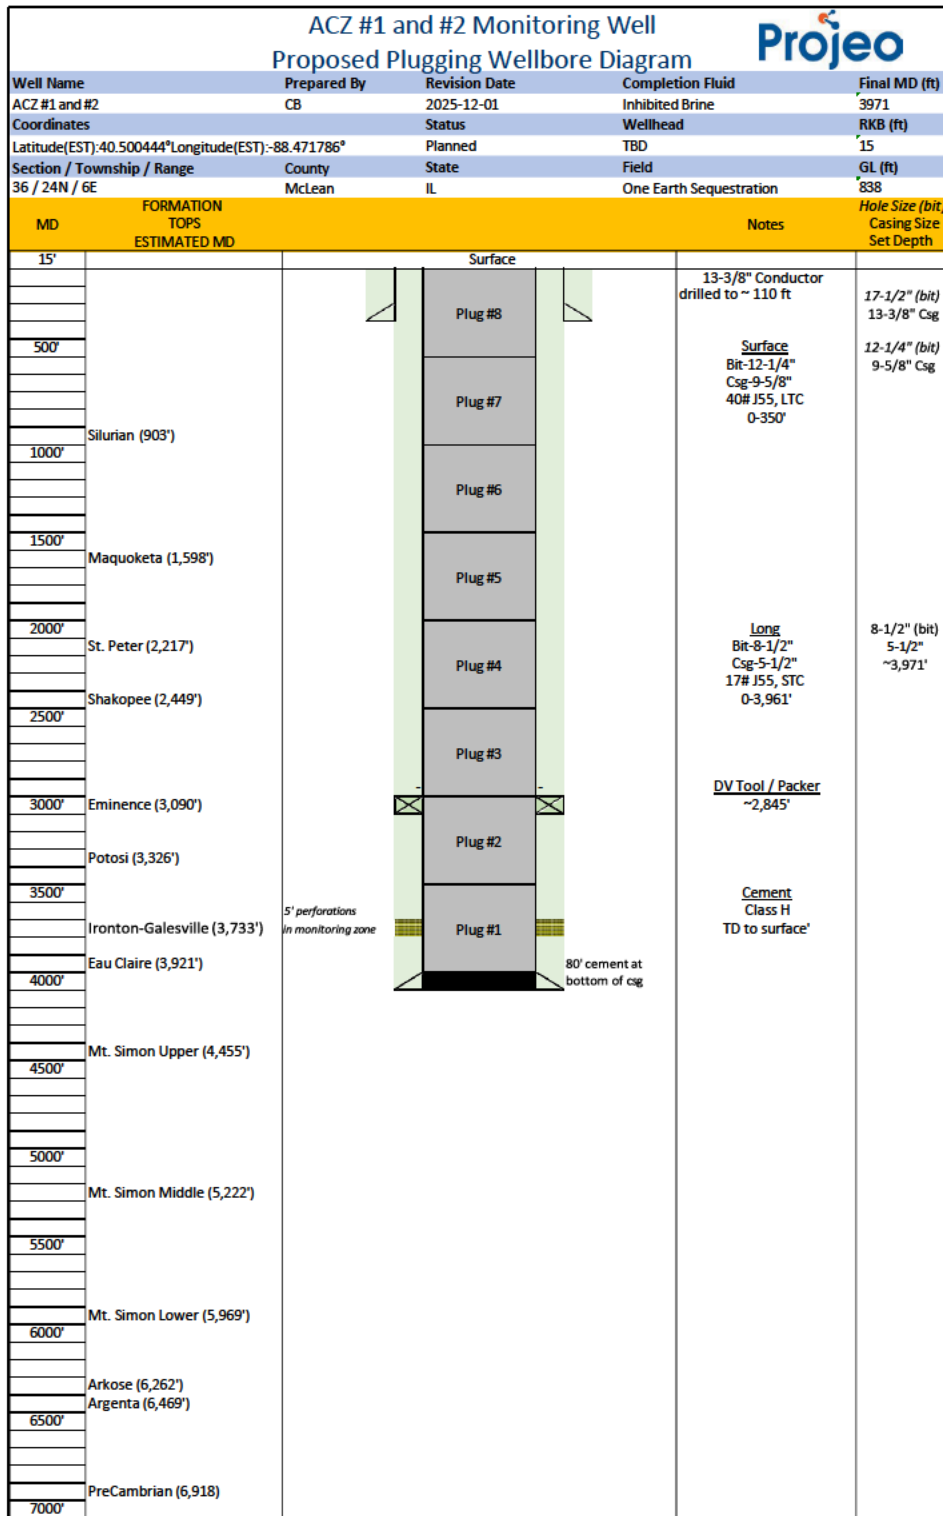 ACZ #1 and #2 Monitoring Well
Proposed Plugging Wellbore Diagram
Projeo
Well Name Prepared By Revision Date Completion Fluid Final MD (ft)
ACZ #1 and #2 CB 2025-12-01 Inhibited Brine 3971
Coordinates Status Wellhead RKB (ft)
Latitude(EST):40.500444°Longitude(EST):-88.471786° Planned TBD 15
Section / Township / Range County State Field GL (ft)
36 / 24N / 6E McLean IL One Earth Sequestration 838
MD
FORMATION
TOPS
ESTIMATED MD
Notes
Hole Size (bit)
Casing Size
Set Depth
15' Surface
13-3/8" Conductor
drilled to ~ 110 ft
17-1/2" (bit)
13-3/8" Csg
Plug #8
500'
Surface
Bit-12-1/4"
Csg-9-5/8"
40# J55, LTC
0-350'
12-1/4" (bit)
9-5/8" Csg
Plug #7
Silurian (903')
1000'
Plug #6
1500'
Maquoketa (1,598')
Plug #5
2000'
St. Peter (2,217')
Plug #4
Long
Bit-8-1/2"
Csg-5-1/2"
17# J55, STC
0-3,961'
8-1/2" (bit)
5-1/2"
~3,971'
Shakopee (2,449')
2500'
Plug #3
- -
DV Tool / Packer
~2,845'
3000'
Eminence (3,090')
Plug #2
Potosi (3,326')
3500'
Cement
Class H
TD to surface'
5' perforations
in monitoring zone
Ironton-Galesville (3,733')
Plug #1
Eau Claire (3,921')
80' cement at
bottom of csg
4000'
Mt. Simon Upper (4,455')
4500'
5000'
Mt. Simon Middle (5,222')
5500'
Mt. Simon Lower (5,969')
6000'
Arkose (6,262')
Argenta (6,469')
6500'
PreCambrian (6,918)
7000'